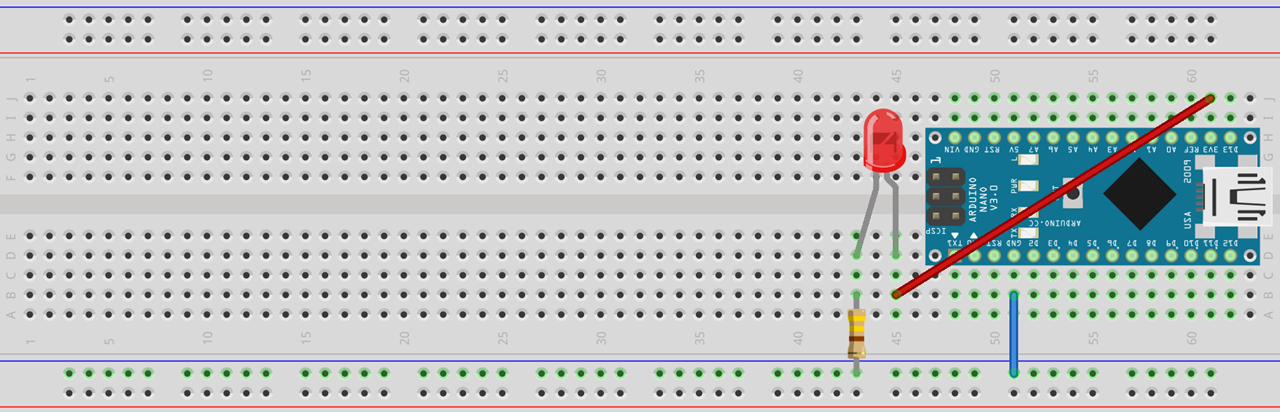 1 5 10 15 20 25 30 35 40 45 50 55 60
J J
I I
H H
G G
F F
VIN GND RST 5V A7 A6 A5 A4 A3 A1 A0 REF 3V3 D13
1 L
PWR
RX
TX
ARDUINO
NANO
V3.0
ICSP
ARDUINO.CC
2009
USA
TX1 RST GND D2 D3 D4 D5 D6 D7 D8 D9 D10 D11 D12
E E
D D
C C
B B
A A
1 5 10 15 20 25 30 35 40 45 50 55 60